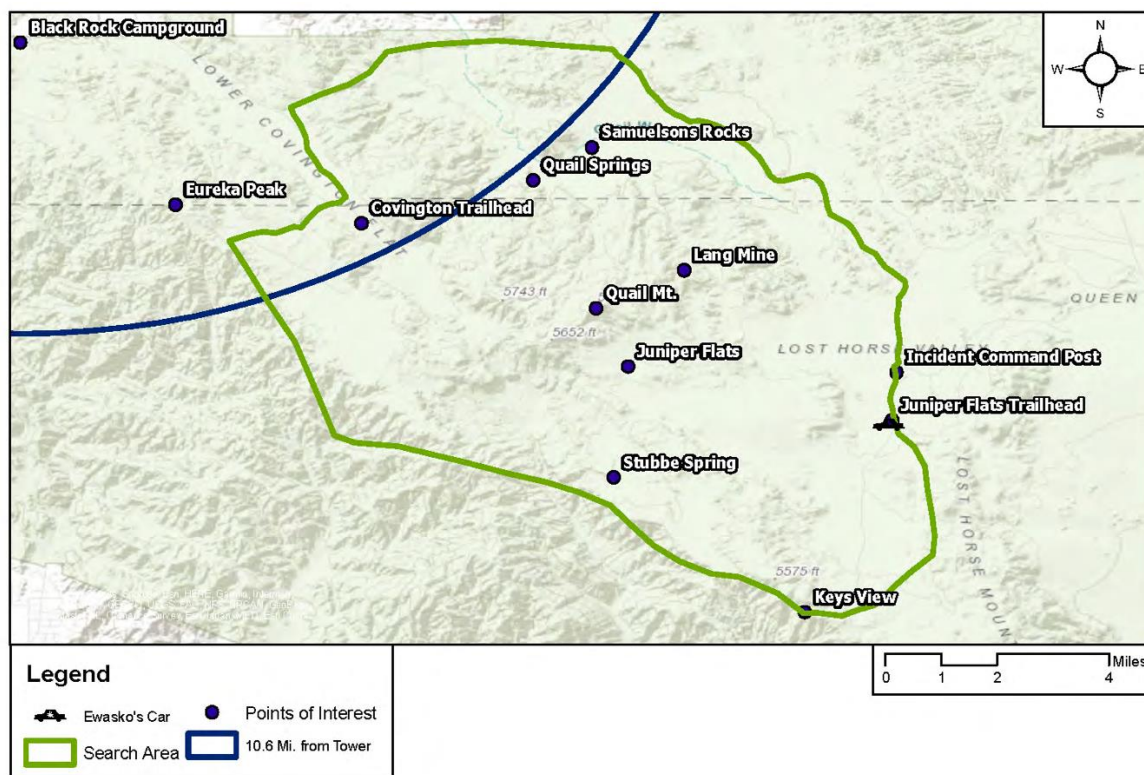 Black Rock Campground
N
W E
S
LOWER COVINGTON FLAT
Samuelsons Rocks
Quail Springs
Eureka Peak
Covington Trailhead
Lang Mine
5743 ft
Quail Mt.
QUEEN
5652 ft
Juniper Flats
LOST HORSE VALLEY
Incident Command Post
Juniper Flats Trailhead
Stubbe Spring
LOST HORSE MOUNT
5575 ft
Keys View
Legend
Ewasko's Car
Points of Interest
Search Area
10.6 Mi. from Tower
Miles
0 1 2 4